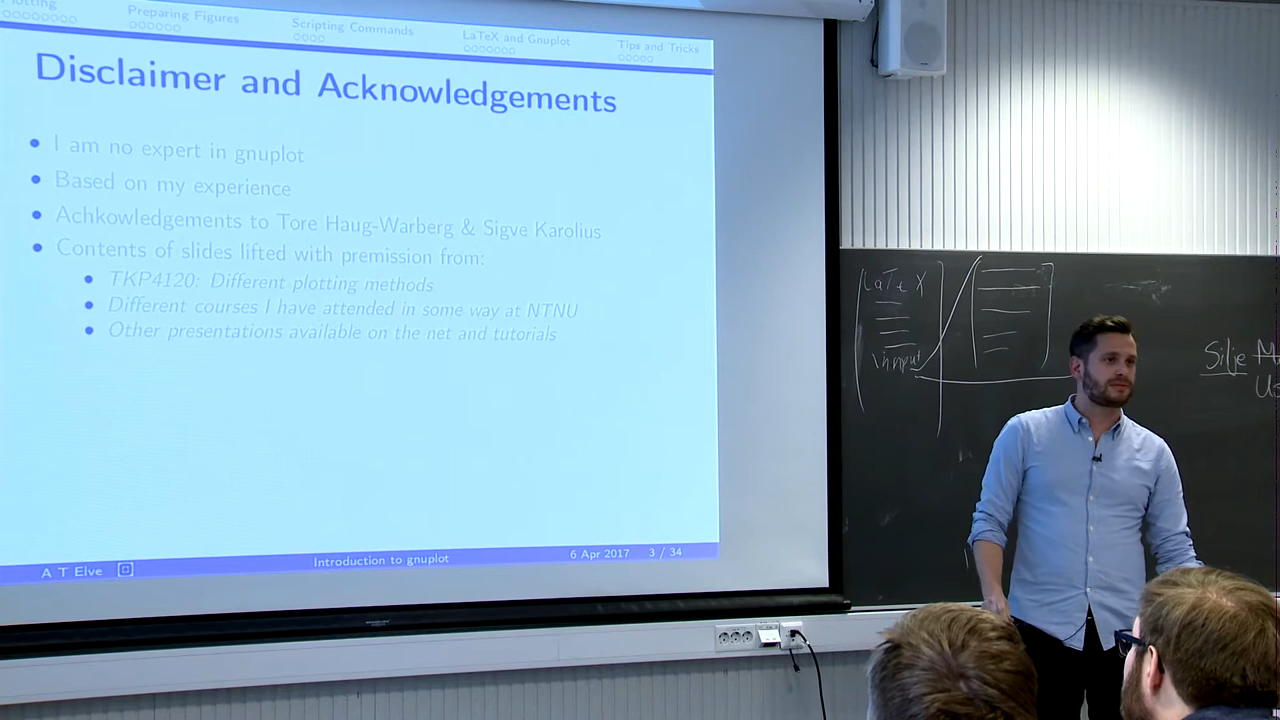 Plotting
Preparing Figures
Scripting Commands
LaTeX and Gnuplot
Tips and Tricks
Disclaimer and Acknowledgements
I am no expert in gnuplot
Based on my experience
Achkowledgements to Tore Haug-Warberg & Sigve Karolius
Contents of slides lifted with premission from:
TKP4120: Different plotting methods
Different courses I have attended in some way at NTNU
Other presentations available on the net and tutorials
A T Elve
Introduction to gnuplot
6 Apr 2017 3 / 34
LaTeX
\input
Silje